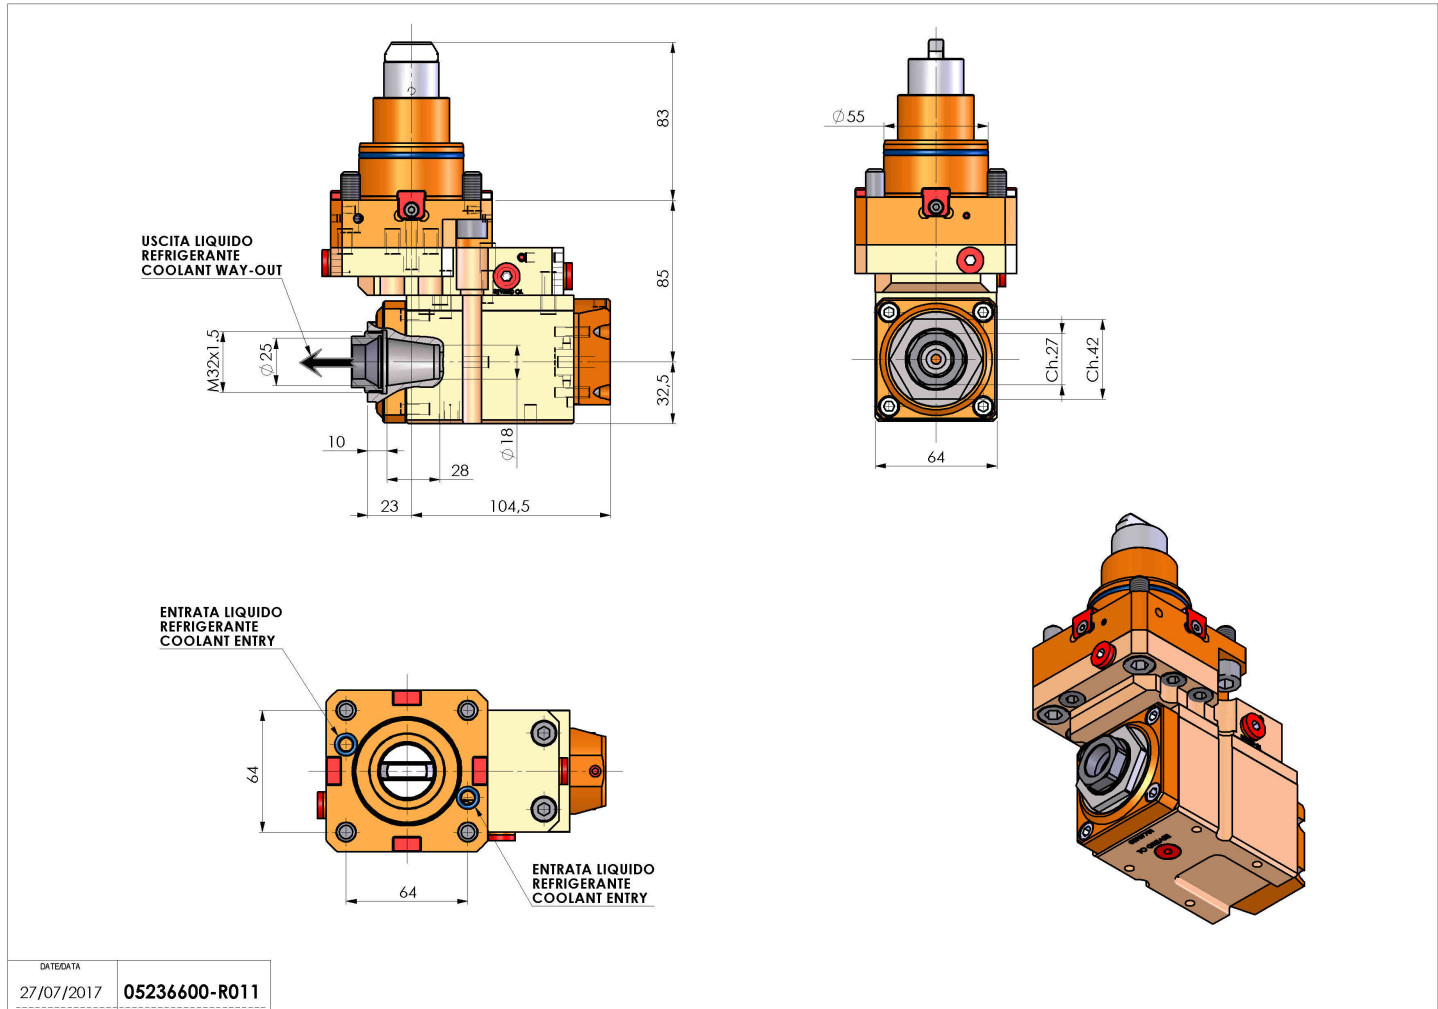 83
85
32,5
USCITA LIQUIDO
REFRIGERANTE
COOLANT WAY-OUT
M32x1.5
∅25
10
28
∅18
23
104,5
∅55
Ch.27
Ch.42
64
ENTRATA LIQUIDO
REFRIGERANTE
COOLANT ENTRY
64
64
ENTRATA LIQUIDO
REFRIGERANTE
COOLANT ENTRY
DATE/DATA
27/07/2017
05236600-R011